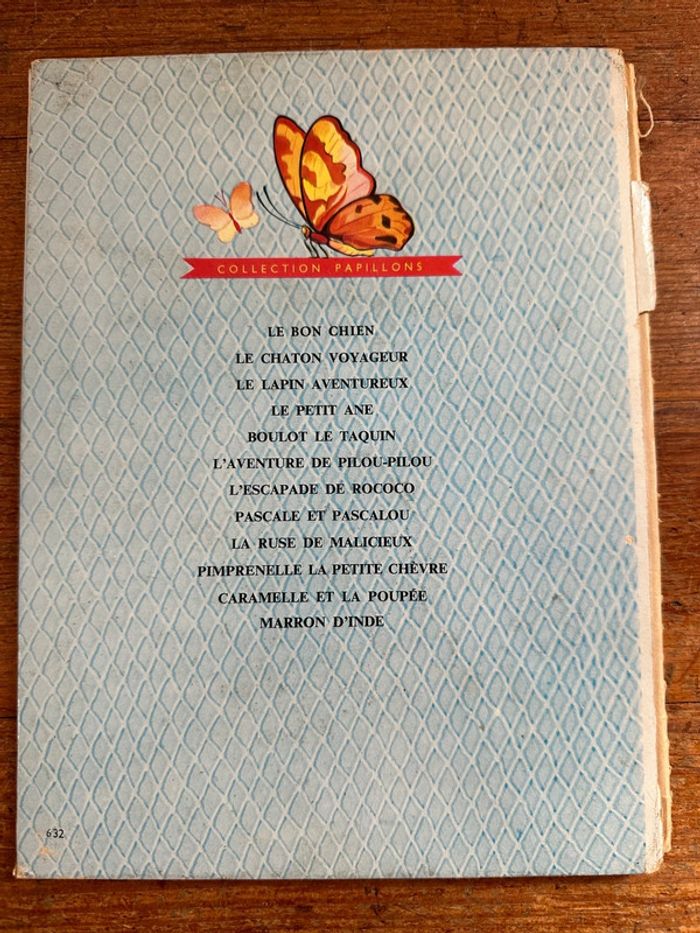 COLLECTION PAPILLONS
LE BON CHIEN
LE CHATON VOYAGEUR
LE LAPIN AVENTUREUX
LE PETIT ANE
BOULOT LE TAQUIN
L'AVENTURE DE PILOU-PILOU
L'ESCAPADE DE ROCOCO
PASCALE ET PASCALOU
LA RUSE DE MALICIEUX
PIMPRENELLE LA PETITE CHÈVRE
CARAMELLE ET LA POUPÉE
MARRON D'INDE
632